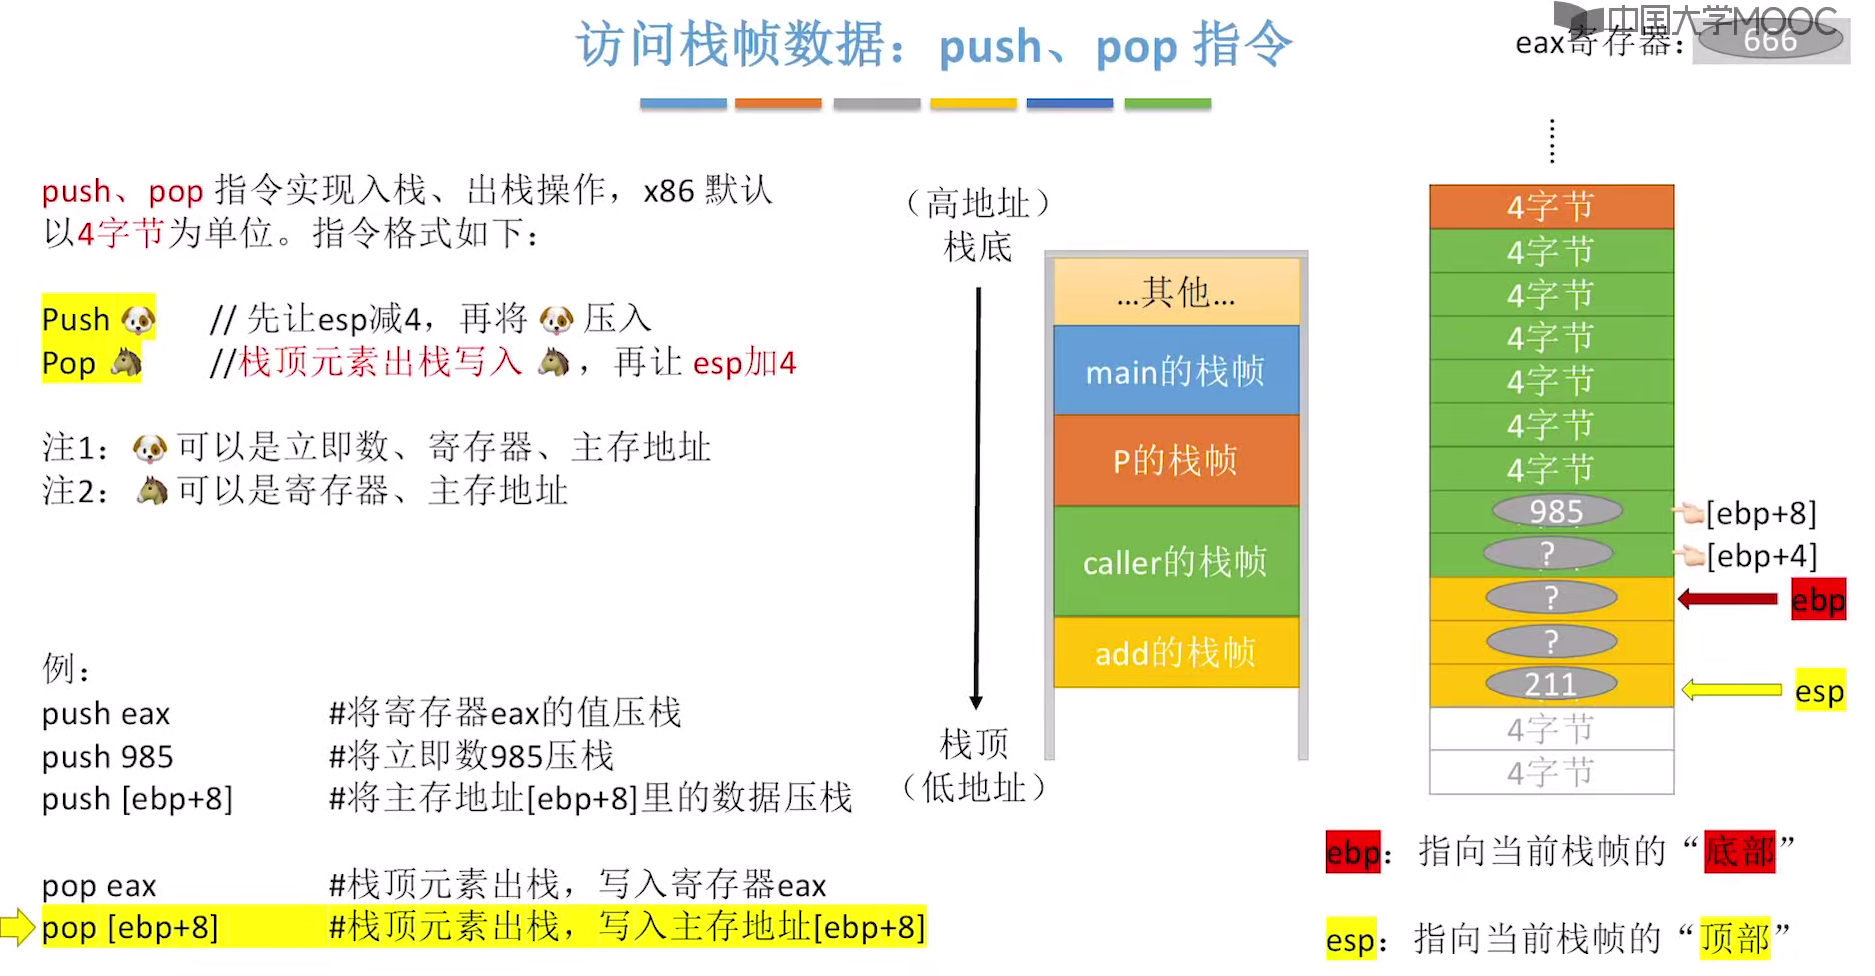 访问栈帧数据：push、pop 指令
中国大学MOOC
eax寄存器：
666
push、pop 指令实现入栈、出栈操作，x86 默认
以4字节为单位。指令格式如下：
Push 🐶 // 先让esp减4，再将 🐶 压入
Pop 🐴 //栈顶元素出栈写入 🐴，再让 esp加4
注1：🐶 可以是立即数、寄存器、主存地址
注2：🐴 可以是寄存器、主存地址
例：
push eax #将寄存器eax的值压栈
push 985 #将立即数985压栈
push [ebp+8] #将主存地址[ebp+8]里的数据压栈
pop eax #栈顶元素出栈，写入寄存器eax
pop [ebp+8] #栈顶元素出栈，写入主存地址[ebp+8]
（高地址）
栈底
...其他...
main的栈帧
P的栈帧
caller的栈帧
add的栈帧
栈顶
（低地址）
4字节
4字节
4字节
4字节
4字节
4字节
4字节
985 [ebp+8]
? [ebp+4]
? ebp
?
211 esp
4字节
4字节
ebp：指向当前栈帧的“底部”
esp：指向当前栈帧的“顶部”